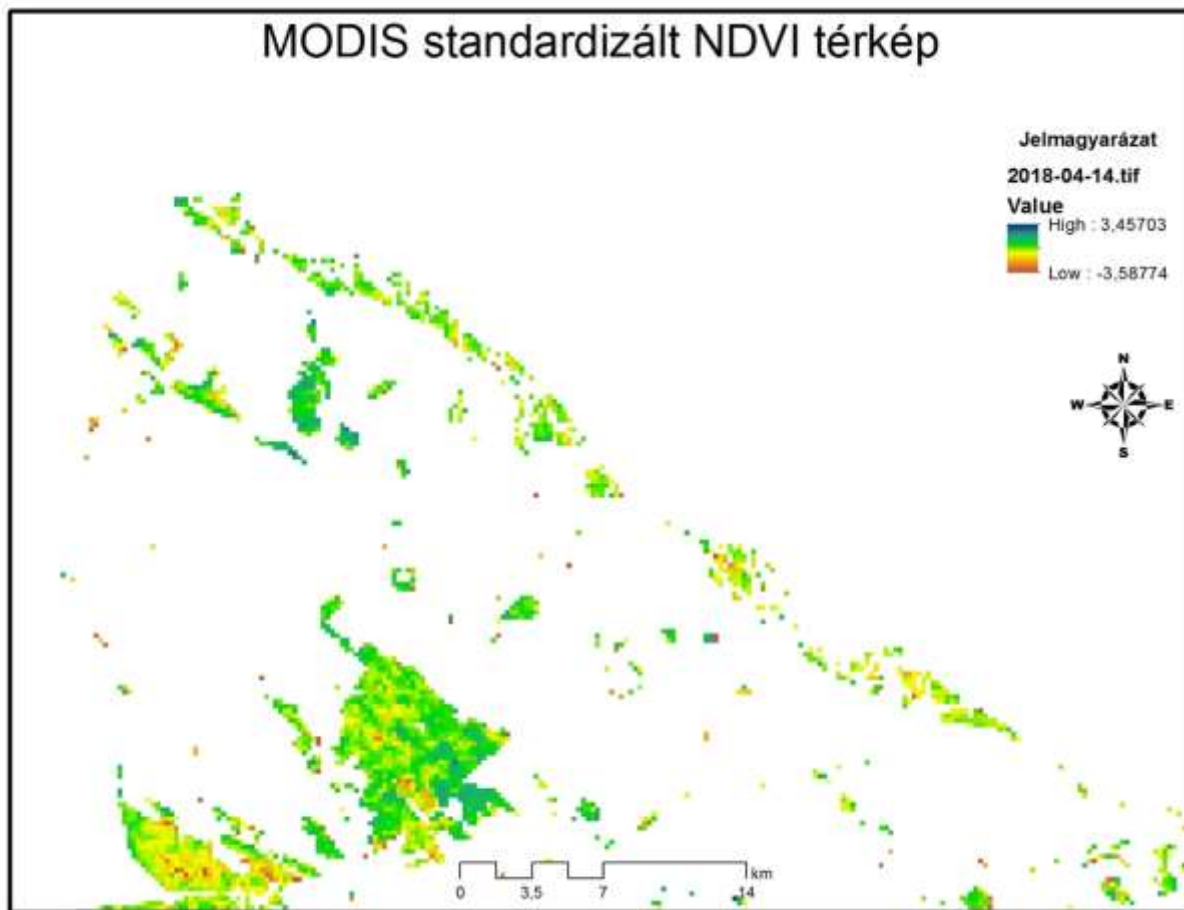 MODIS standardizált NDVI térkép
Jelmagyarázat
2018-04-14.tif
Value
High : 3,45703
Low : -3,58774
N
W E
S
km
0 3,5 7 14